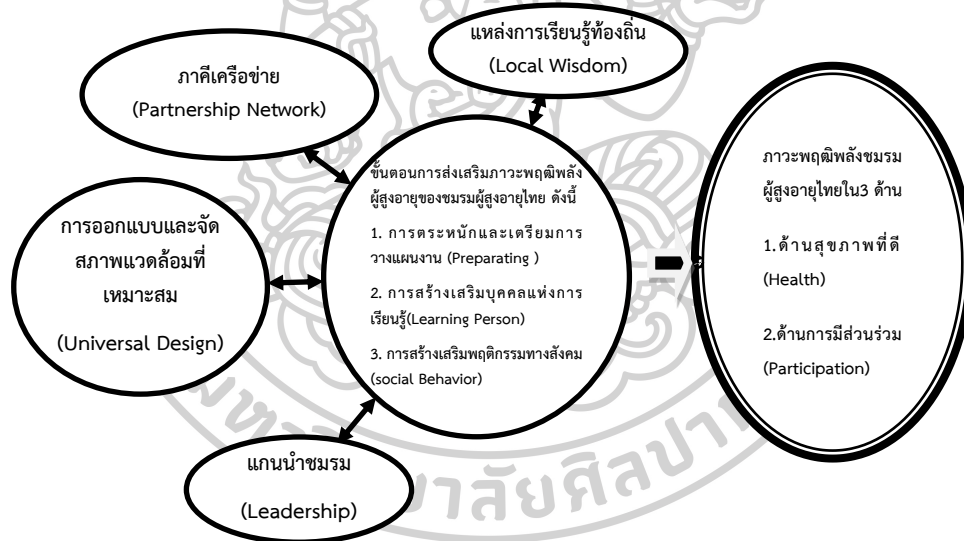 แหล่งการเรียนรู้ท้องถิ่น
(Local Wisdom)
ภาคีเครือข่าย
(Partnership Network)
การออกแบบและจัด
สภาพแวดล้อมที่
เหมาะสม
(Universal Design)
ขั้นตอนการส่งเสริมภาวะพฤฒิพลัง
ผู้สูงอายุของชมรมผู้สูงอายุไทย ดังนี้
1. การตระหนักและเตรียมการ
วางแผนงาน (Preparating )
2. การสร้างเสริมบุคคลแห่งการ
เรียนรู้(Learning Person)
3. การสร้างเสริมพฤติกรรมทางสังคม
(social Behavior)
แกนนำชมรม
(Leadership)
ภาวะพฤฒิพลังชมรม
ผู้สูงอายุไทยใน3 ด้าน
1.ด้านสุขภาพที่ดี
(Health)
2.ด้านการมีส่วนร่วม
(Participation)